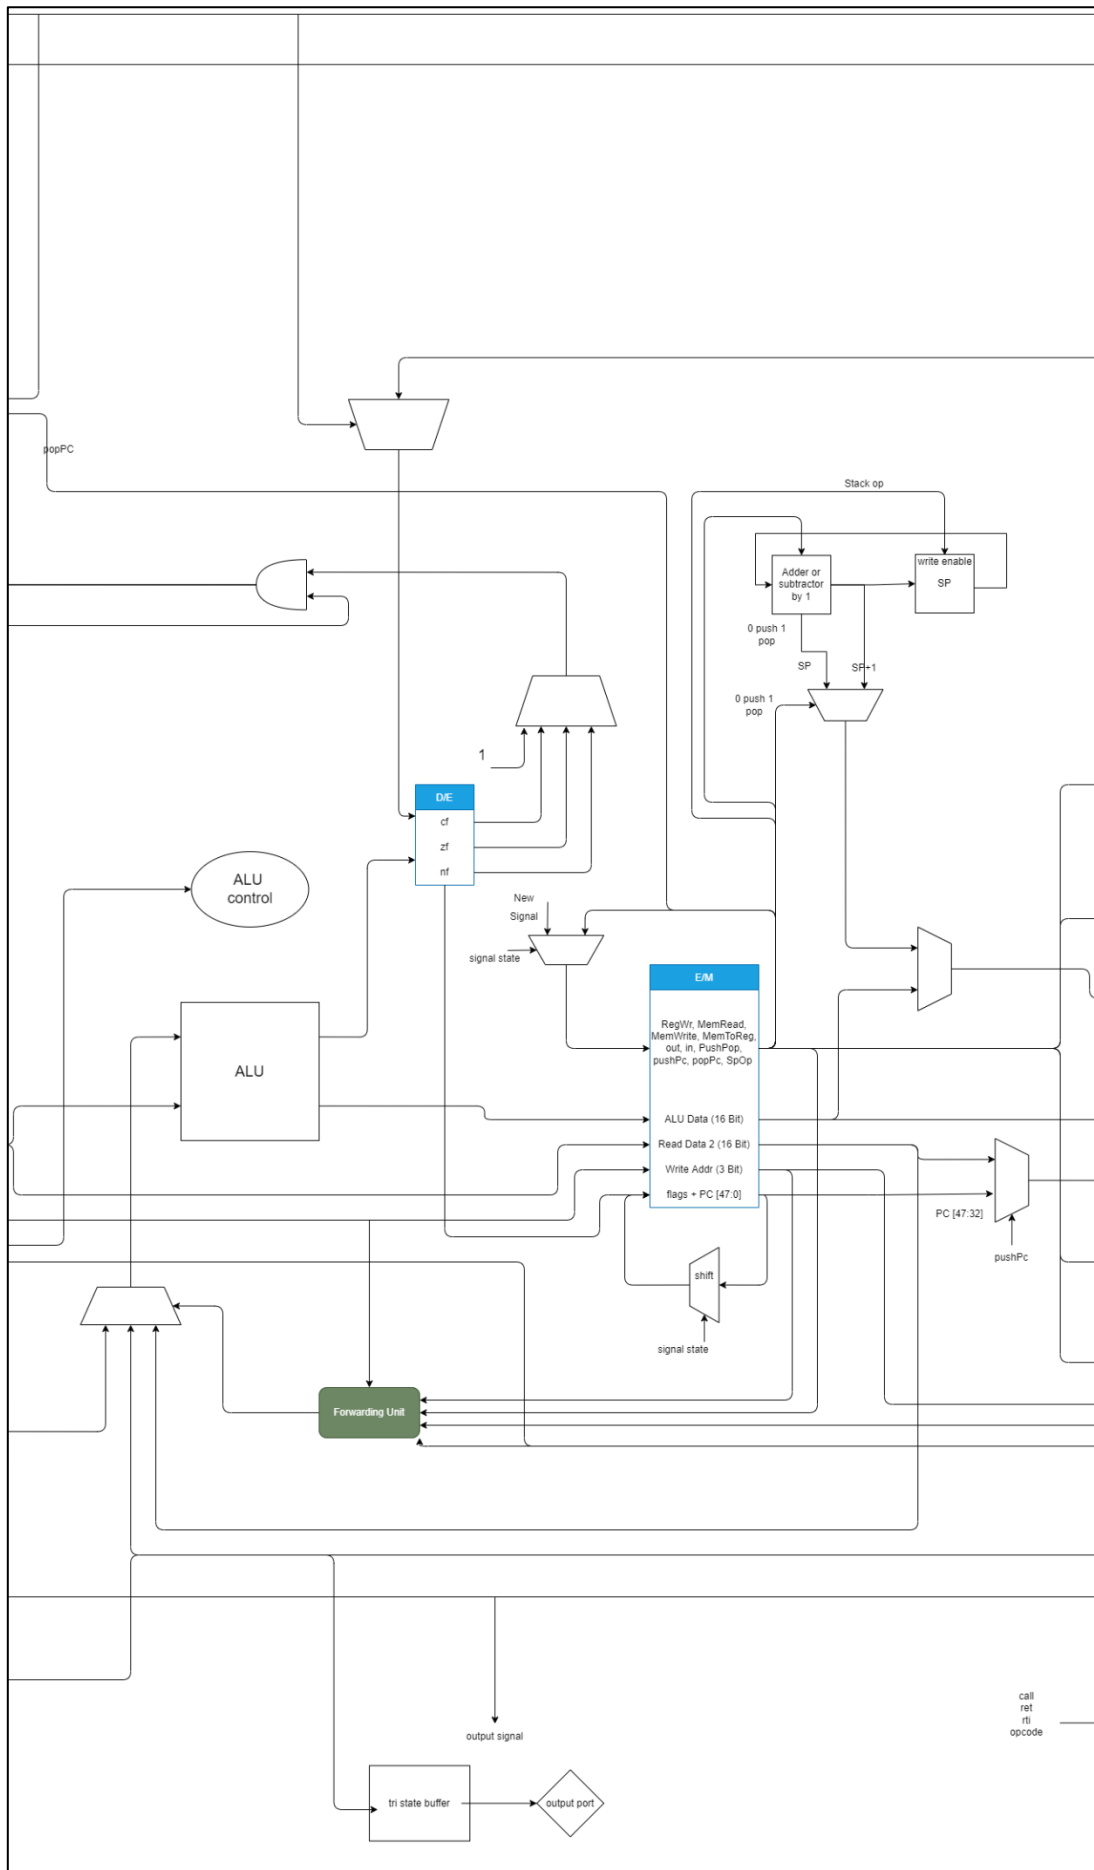 popPC
Stack op
Adder or
subtractor
by 1
write enable
SP
0 push 1
pop
SP
SP+1
0 push 1
pop
1
D/E
cf
zf
nf
ALU
control
New
Signal
signal state
E/M
RegWr, MemRead,
MemWrite, MemToReg,
out, in, PushPop,
pushPc, popPc, SpOp
ALU
ALU Data (16 Bit)
Read Data 2 (16 Bit)
Write Addr (3 Bit)
flags + PC [47:0]
PC [47:32]
pushPc
shift
signal state
Forwarding Unit
call
ret
rti
opcode
output signal
tri state buffer
output port